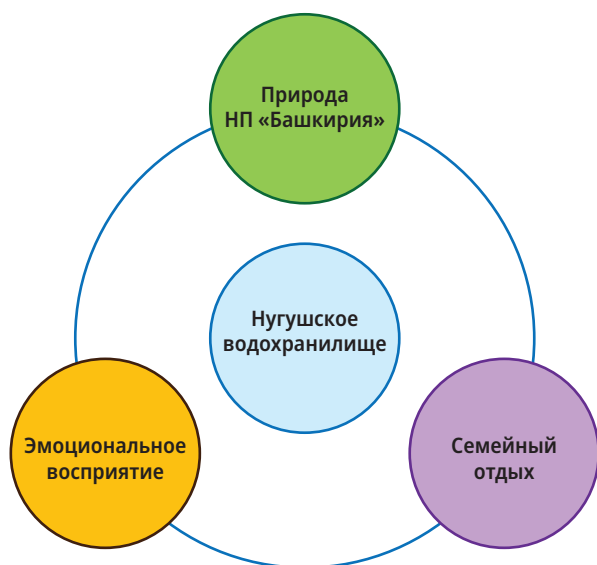 Природа
НП «Башкирия»
Нугушское
водохранилище
Эмоциональное
восприятие
Семейный
отдых